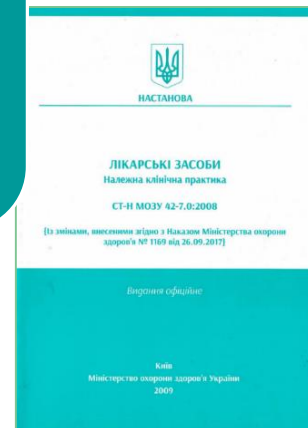 НАСТАНОВА
ЛІКАРСЬКІ ЗАСОБИ
Належна клінічна практика
СТ-Н МОЗУ 42-7.0:2008
(Із змінами, внесеними згідно з Наказом Міністерства охорони
здоров'я № 1169 від 26.09.2017)
Видання офіційне
Київ
Міністерство охорони здоров'я України
2009